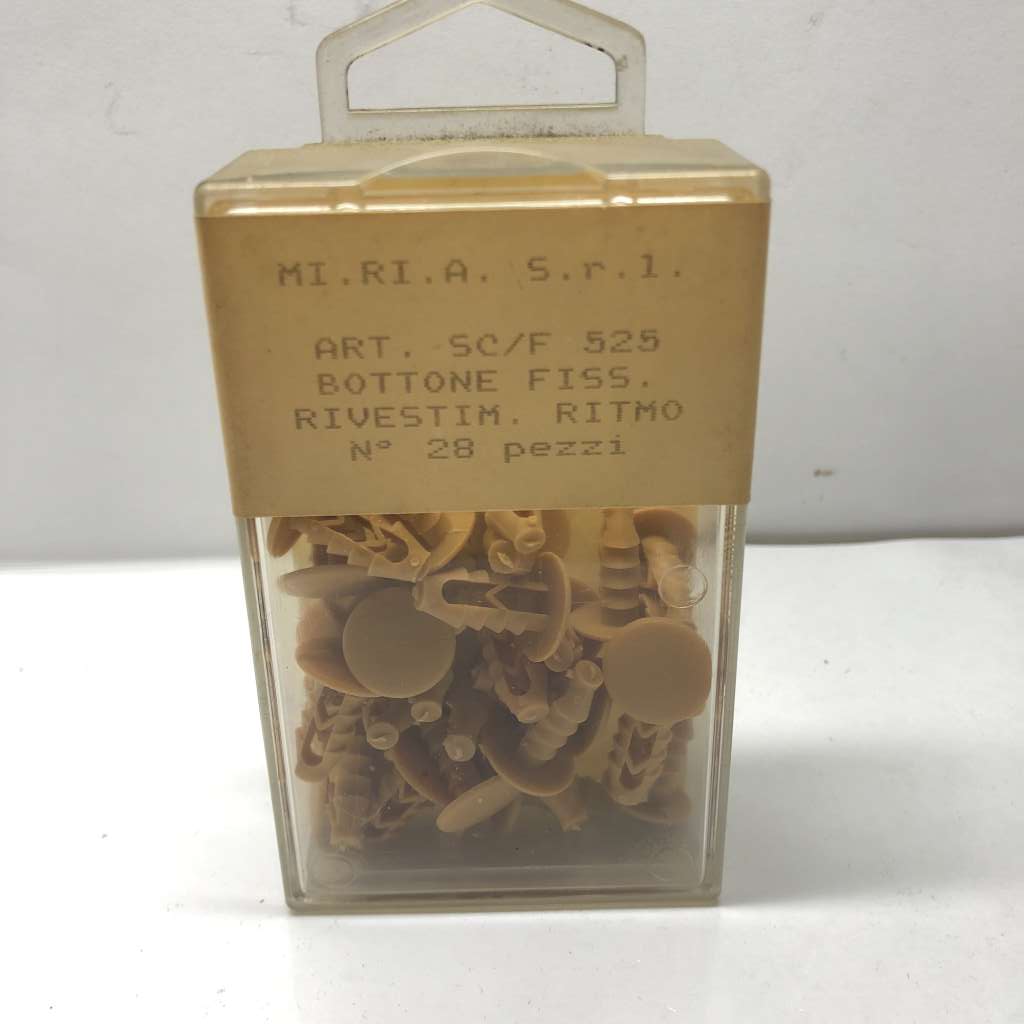 MI.RI.A. S.r.l.
ART. SC/F 525
BOTTONE FISS.
RIVESTIM. RITMO
N° 28 pezzi